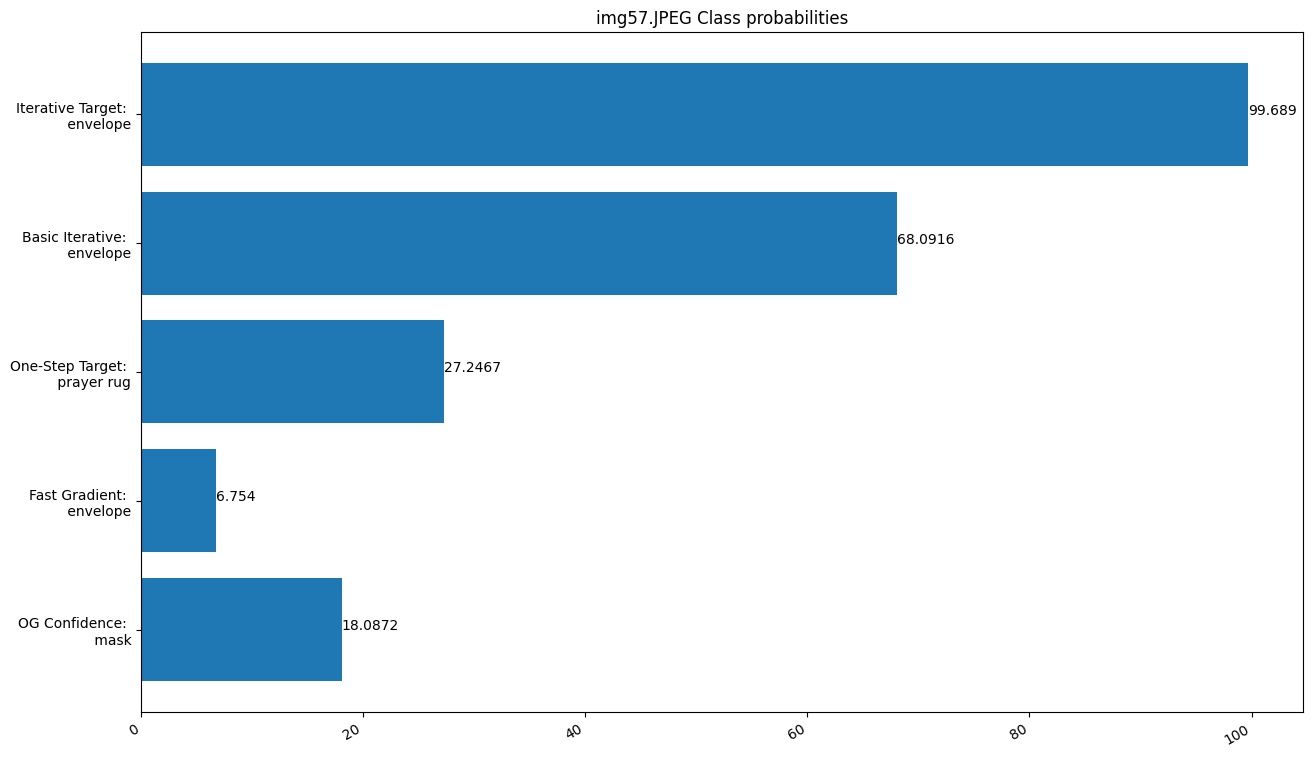 img57.JPEG Class probabilities
Iterative Target:
envelope
99.689
Basic Iterative:
envelope
68.0916
One-Step Target:
prayer rug
27.2467
Fast Gradient:
envelope
6.754
OG Confidence:
mask
18.0872
0
20
40
60
80
100